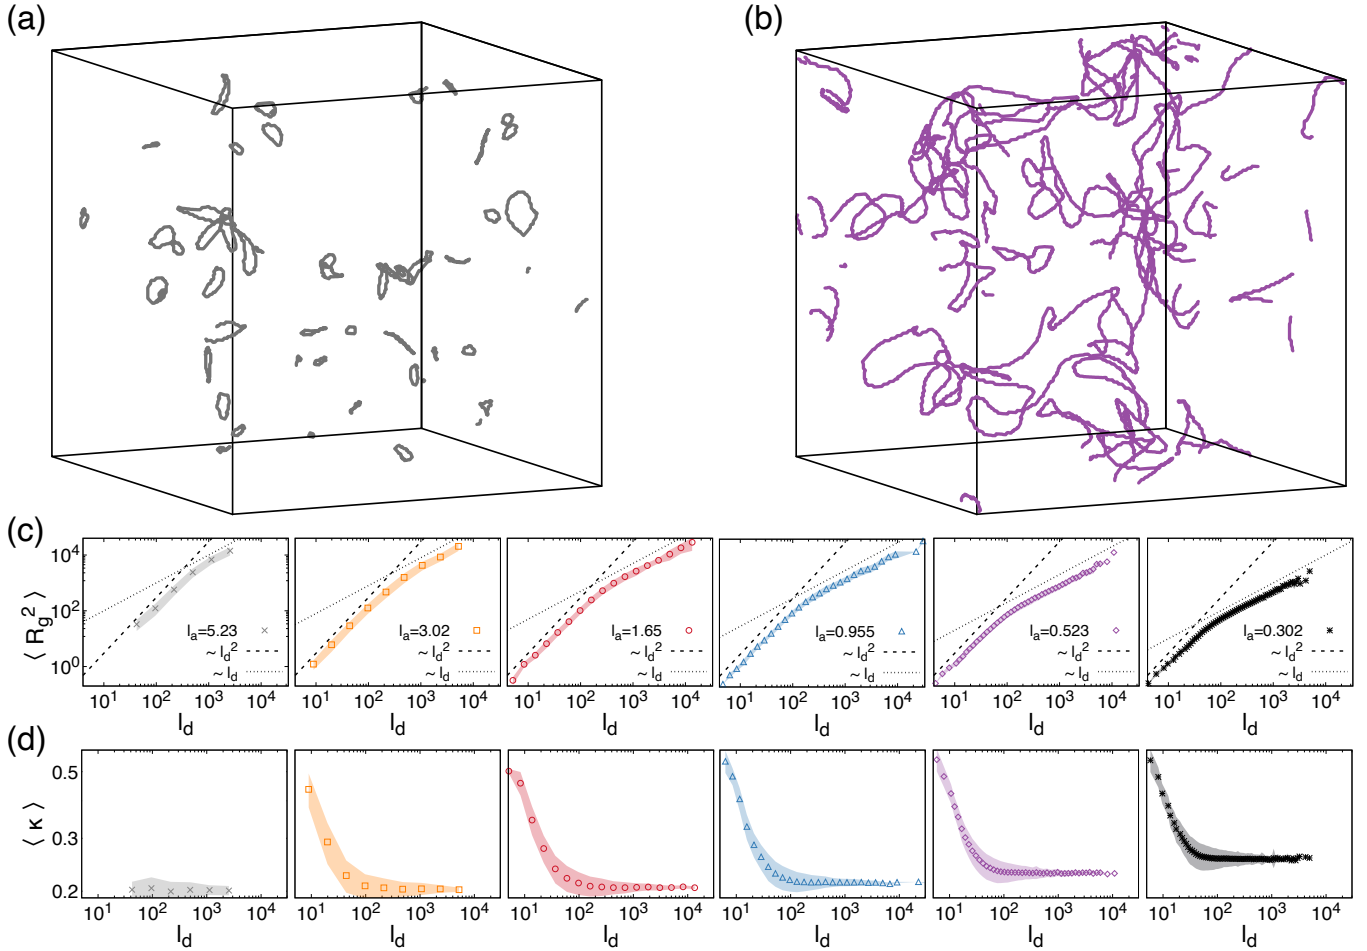 (a)
(b)
(c)
⟨ R_g^2 ⟩
10^4
10^2
10^0
l_a=5.23
~ l_d^2
~ l_d
l_a=3.02
~ l_d^2
~ l_d
l_a=1.65
~ l_d^2
~ l_d
l_a=0.955
~ l_d^2
~ l_d
l_a=0.523
~ l_d^2
~ l_d
l_a=0.302
~ l_d^2
~ l_d
10^1 10^2 10^3 10^4
10^1 10^2 10^3 10^4
10^1 10^2 10^3 10^4
10^1 10^2 10^3 10^4
10^1 10^2 10^3 10^4
10^1 10^2 10^3 10^4
l_d l_d l_d l_d l_d l_d
(d)
⟨ κ ⟩
0.5
0.3
0.2
10^1 10^2 10^3 10^4
10^1 10^2 10^3 10^4
10^1 10^2 10^3 10^4
10^1 10^2 10^3 10^4
10^1 10^2 10^3 10^4
10^1 10^2 10^3 10^4
l_d l_d l_d l_d l_d l_d